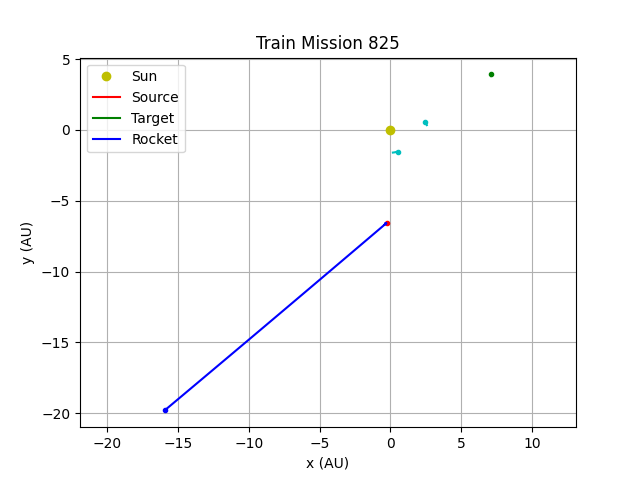 Train Mission 825
5
0
−5
−10
−15
−20
y (AU)
Sun
Source
Target
Rocket
−20 −15 −10 −5 0 5 10
x (AU)